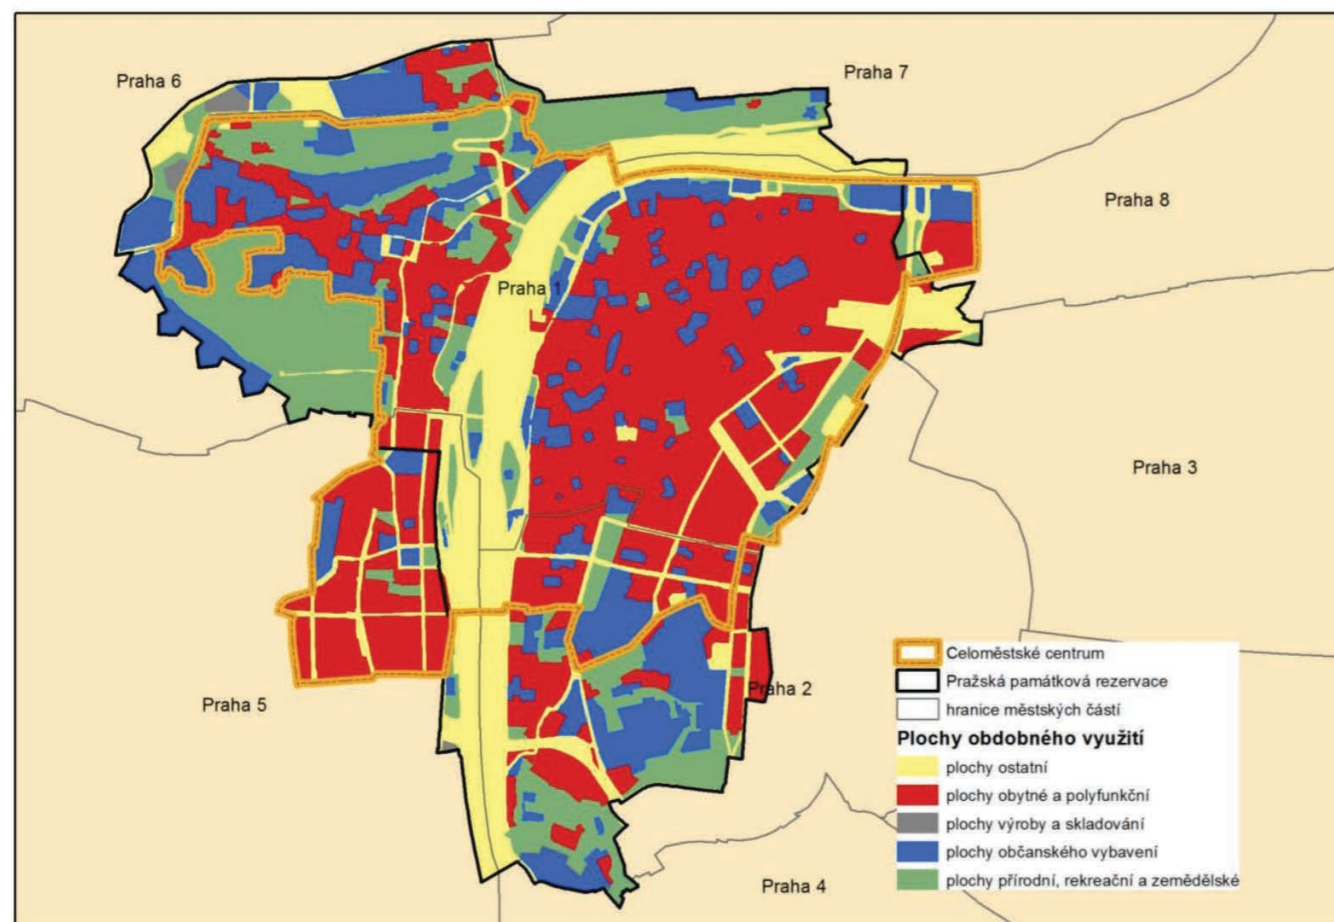 Praha 6
Praha 7
Praha 8
Praha 1
Praha 3
Praha 2
Praha 5
Praha 4
Celoměstské centrum
Pražská památková rezervace
hranice městských částí
Plochy obdobného využití
plochy ostatní
plochy obytné a polyfunkční
plochy výroby a skladování
plochy občanského vybavení
plochy přírodní, rekreační a zemědělské